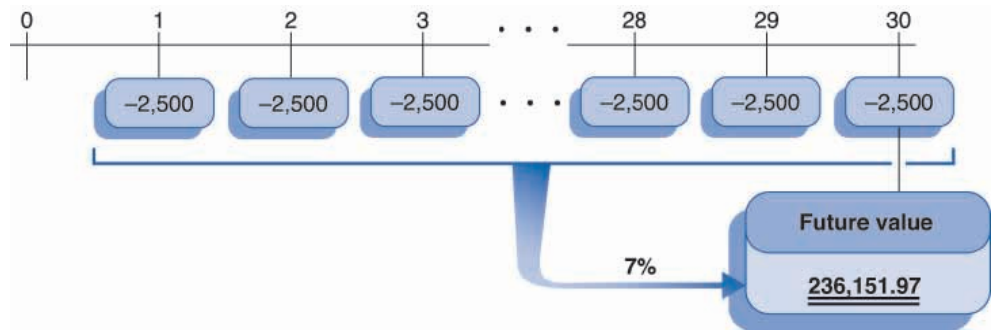 0 1 2 3 · · · 28 29 30
–2,500 –2,500 –2,500 · · · –2,500 –2,500 –2,500
Future value
7%
236,151.97